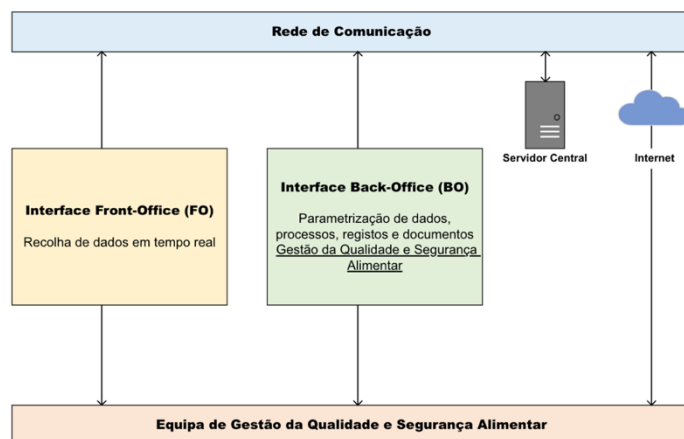 Rede de Comunicação
Servidor Central
Internet
Interface Front-Office (FO)
Recolha de dados em tempo real
Interface Back-Office (BO)
Parametrização de dados,
processos, registos e documentos
Gestão da Qualidade e Segurança
Alimentar
Equipa de Gestão da Qualidade e Segurança Alimentar